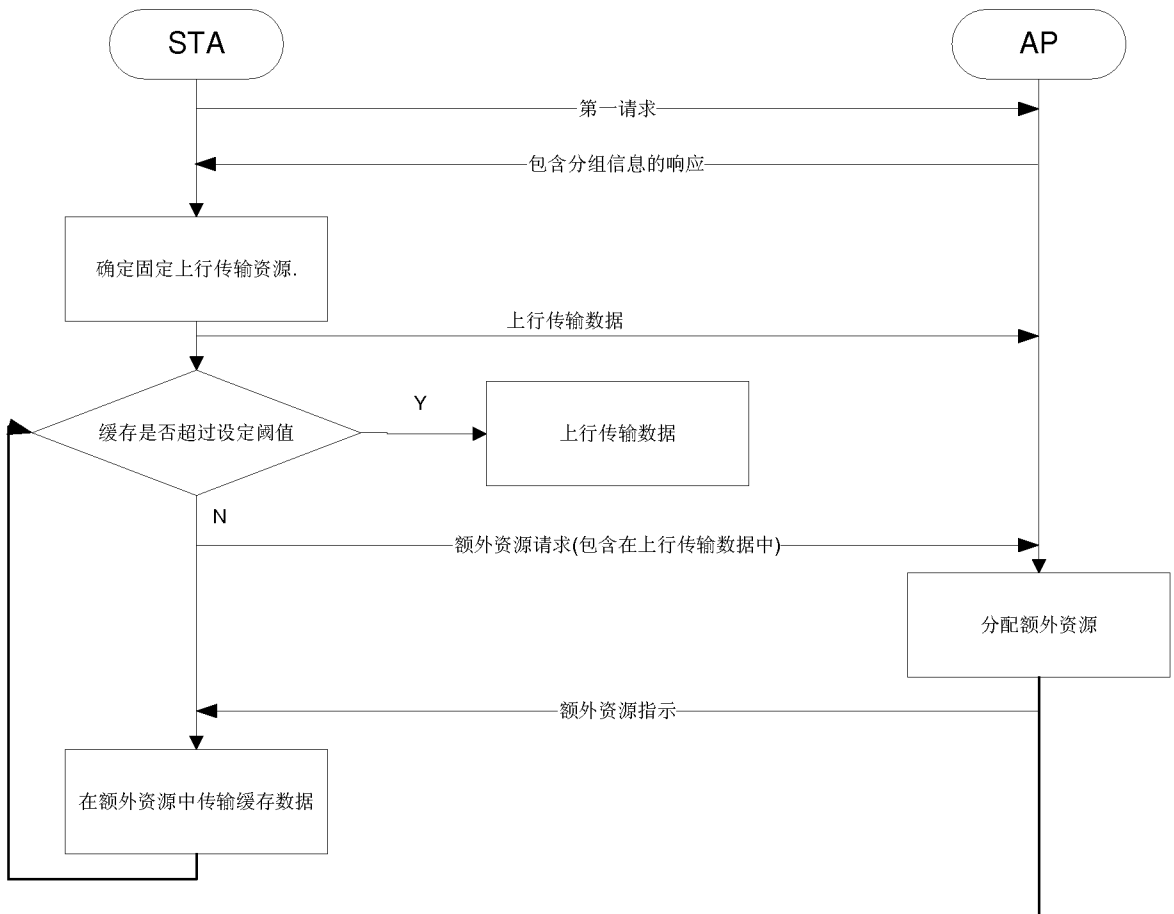 STA
AP
第一请求
包含分组信息的响应
确定固定上行传输资源.
上行传输数据
缓存是否超过设定阈值
Y
上行传输数据
N
额外资源请求(包含在上行传输数据中)
分配额外资源
额外资源指示
在额外资源中传输缓存数据